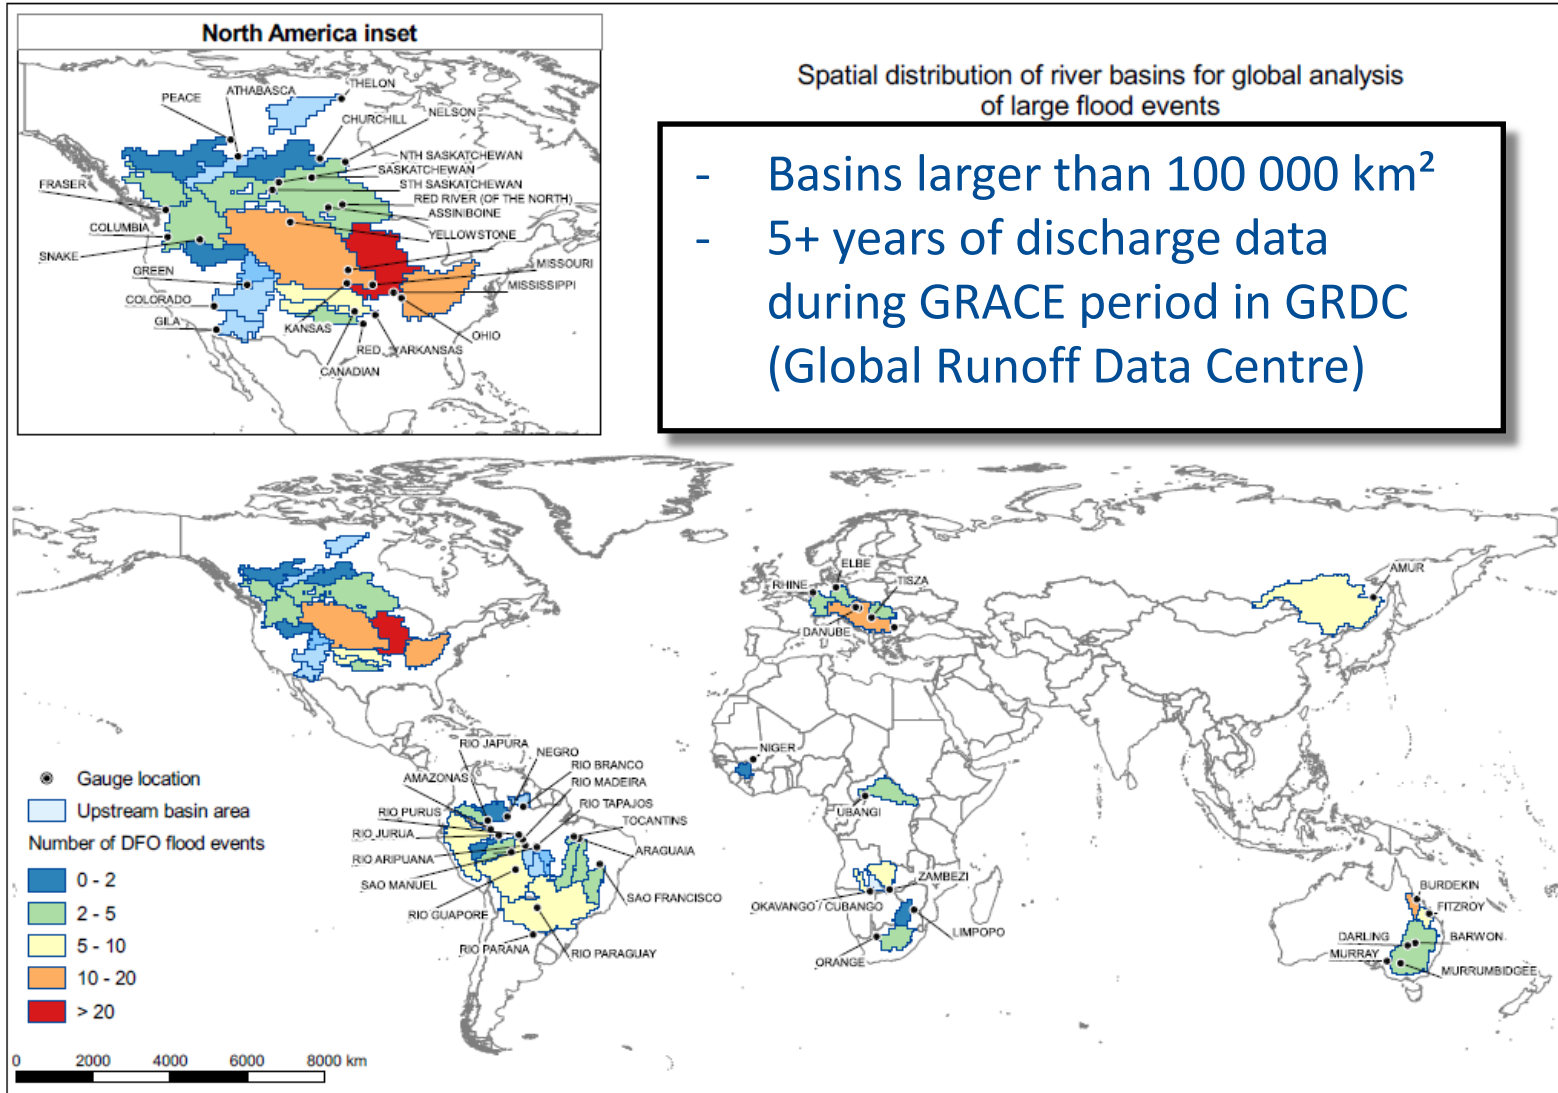 North America inset
THELON
ATHABASCA
PEACE
CHURCHILL
NELSON
NTH SASKATCHEWAN
SASKATCHEWAN
STH SASKATCHEWAN
FRASER
RED RIVER (OF THE NORTH)
ASSINIBOINE
COLUMBIA
YELLOWSTONE
SNAKE
MISSOURI
GREEN
MISSISSIPPI
COLORADO
GILA
KANSAS
OHIO
RED
ARKANSAS
CANADIAN
Spatial distribution of river basins for global analysis
of large flood events
- Basins larger than 100 000 km²
- 5+ years of discharge data
during GRACE period in GRDC
(Global Runoff Data Centre)
ELBE
RHINE
TISZA
DANUBE
AMUR
RIO JAPURA
NEGRO
NIGER
RIO BRANCO
AMAZONAS
RIO MADEIRA
RIO PURUS
RIO TAPAJOS
UBANGI
RIO JURUA
TOCANTINS
RIO ARIPUANA
ARAGUAIA
SAO MANUEL
ZAMBEZI
SAO FRANCISCO
OKAVANGO / CUBANGO
RIO GUAPORE
LIMPOPO
RIO PARANA
RIO PARAGUAY
ORANGE
BURDEKIN
FITZROY
DARLING
BARWON
MURRAY
MURRUMBIDGEE
Gauge location
Upstream basin area
Number of DFO flood events
0 - 2
2 - 5
5 - 10
10 - 20
> 20
0 2000 4000 6000 8000 km